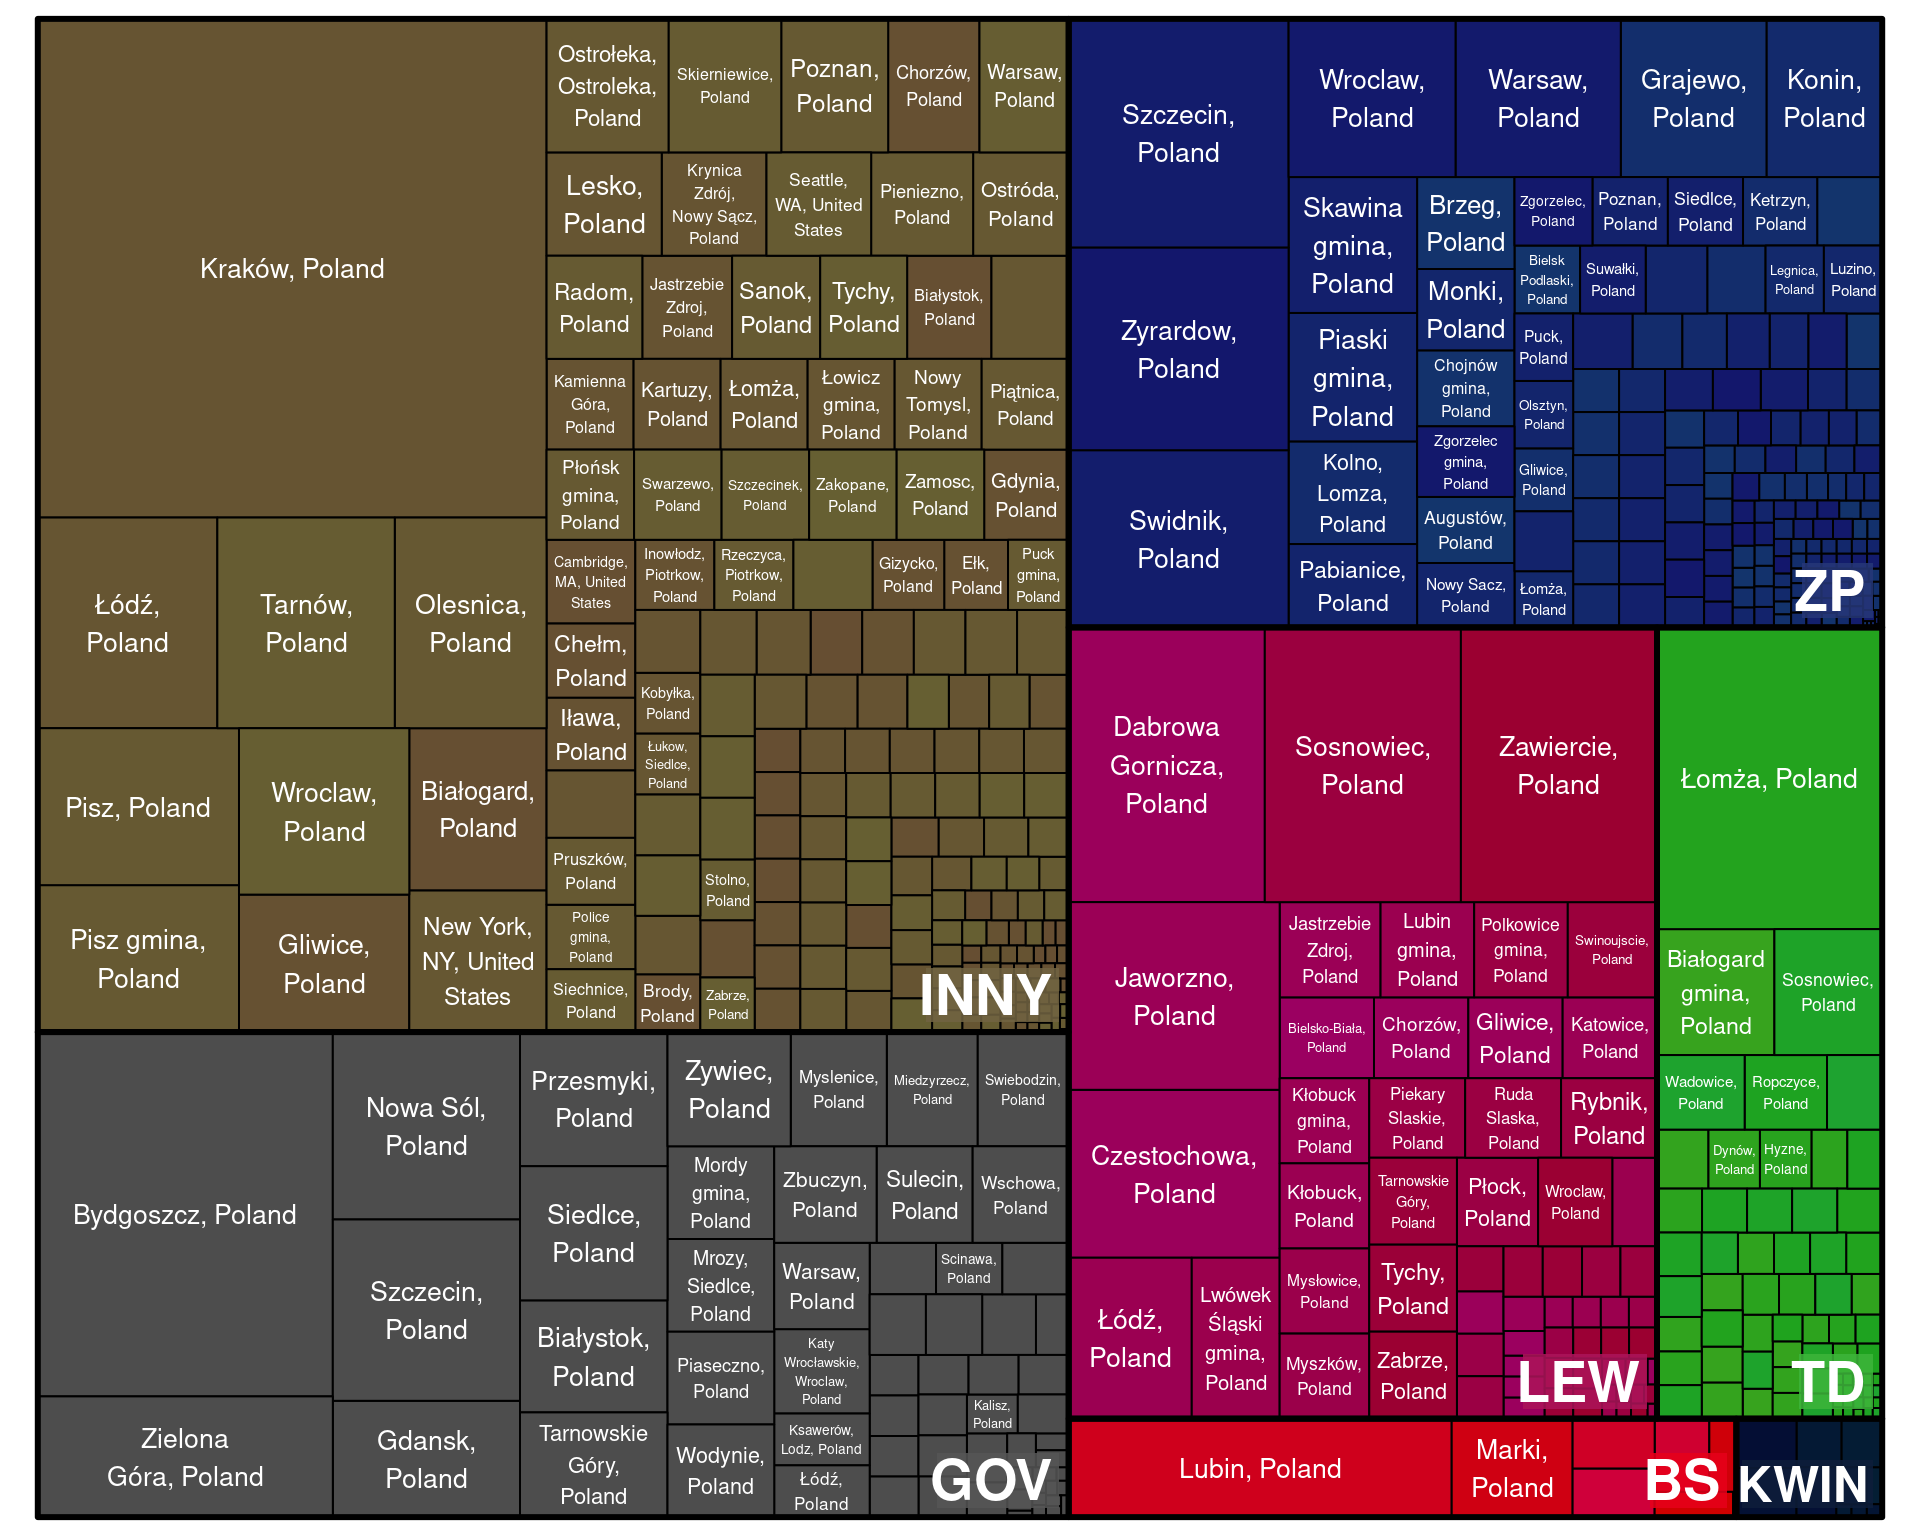 Kraków, Poland
Łódź,
Poland
Tarnów,
Poland
Olesnica,
Poland
Pisz, Poland
Wroclaw,
Poland
Białogard,
Poland
Pisz gmina,
Poland
Gliwice,
Poland
New York,
NY, United
States
Ostrołeka,
Ostroleka,
Poland
Skierniewice,
Poland
Poznan,
Poland
Chorzów,
Poland
Warsaw,
Poland
Lesko,
Poland
Krynica
Zdrój,
Nowy Sącz,
Poland
Seattle,
WA, United
States
Pieniezno,
Poland
Ostróda,
Poland
Radom,
Poland
Jastrzebie
Zdroj,
Poland
Sanok,
Poland
Tychy,
Poland
Białystok,
Poland
Kamienna
Góra,
Poland
Kartuzy,
Poland
Łomża,
Poland
Łowicz
gmina,
Poland
Nowy
Tomysl,
Poland
Piątnica,
Poland
Płońsk
gmina,
Poland
Swarzewo,
Poland
Szczecinek,
Poland
Zakopane,
Poland
Zamosc,
Poland
Gdynia,
Poland
Cambridge,
MA, United
States
Inowłodz,
Piotrkow,
Poland
Rzeczyca,
Piotrkow,
Poland
Gizycko,
Poland
Ełk,
Poland
Puck
gmina,
Poland
Chełm,
Poland
Kobyłka,
Poland
Iława,
Poland
Łukow,
Siedlce,
Poland
Pruszków,
Poland
Stolno,
Poland
Police
gmina,
Poland
Siechnice,
Poland
Brody,
Poland
Zabrze,
Poland
INNY
Bydgoszcz, Poland
Zielona
Góra, Poland
Nowa Sól,
Poland
Szczecin,
Poland
Gdansk,
Poland
Przesmyki,
Poland
Siedlce,
Poland
Białystok,
Poland
Tarnowskie
Góry,
Poland
Zywiec,
Poland
Myslenice,
Poland
Miedzyrzecz,
Poland
Swiebodzin,
Poland
Mordy
gmina,
Poland
Zbuczyn,
Poland
Sulecin,
Poland
Wschowa,
Poland
Mrozy,
Siedlce,
Poland
Warsaw,
Poland
Scinawa,
Poland
Piaseczno,
Poland
Katy
Wrocławskie,
Wroclaw,
Poland
Kalisz,
Poland
Wodynie,
Poland
Ksawerów,
Lodz, Poland
Łódź,
Poland
GOV
Szczecin,
Poland
Zyrardow,
Poland
Swidnik,
Poland
Wroclaw,
Poland
Warsaw,
Poland
Grajewo,
Poland
Konin,
Poland
Skawina
gmina,
Poland
Piaski
gmina,
Poland
Kolno,
Lomza,
Poland
Pabianice,
Poland
Brzeg,
Poland
Monki,
Poland
Chojnów
gmina,
Poland
Zgorzelec
gmina,
Poland
Augustów,
Poland
Nowy Sacz,
Poland
Zgorzelec,
Poland
Poznan,
Poland
Siedlce,
Poland
Ketrzyn,
Poland
Bielsk
Podlaski,
Poland
Suwałki,
Poland
Legnica,
Poland
Luzino,
Poland
Puck,
Poland
Olsztyn,
Poland
Gliwice,
Poland
Łomża,
Poland
ZP
Dabrowa
Gornicza,
Poland
Sosnowiec,
Poland
Zawiercie,
Poland
Jaworzno,
Poland
Czestochowa,
Poland
Łódź,
Poland
Lwówek
Śląski
gmina,
Poland
Jastrzebie
Zdroj,
Poland
Lubin
gmina,
Poland
Polkowice
gmina,
Poland
Swinoujscie,
Poland
Bielsko-Biała,
Poland
Chorzów,
Poland
Gliwice,
Poland
Katowice,
Poland
Kłobuck
gmina,
Poland
Piekary
Slaskie,
Poland
Ruda
Slaska,
Poland
Rybnik,
Poland
Kłobuck,
Poland
Tarnowskie
Góry,
Poland
Płock,
Poland
Wroclaw,
Poland
Mysłowice,
Poland
Tychy,
Poland
Myszków,
Poland
Zabrze,
Poland
LEW
Łomża, Poland
Białogard
gmina,
Poland
Sosnowiec,
Poland
Wadowice,
Poland
Ropczyce,
Poland
Dynów,
Poland
Hyzne,
Poland
TD
Lubin, Poland
Marki,
Poland
BS
KWIN